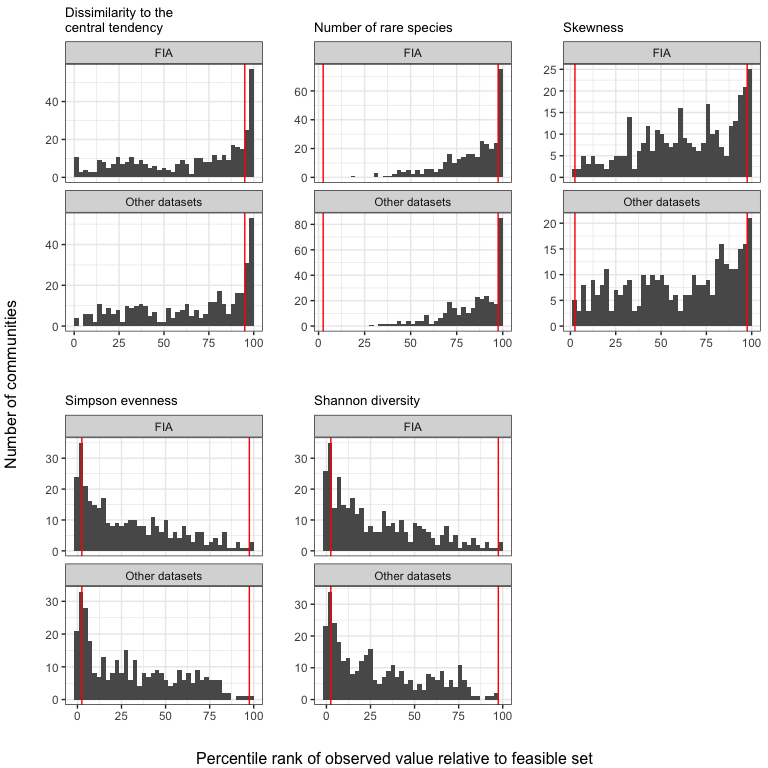 Dissimilarity to the
central tendency
FIA
40
20
0
Other datasets
40
20
0
0 25 50 75 100
Number of rare species
FIA
60
40
20
0
Other datasets
80
60
40
20
0
0 25 50 75 100
Skewness
FIA
25
20
15
10
5
0
Other datasets
20
15
10
5
0
0 25 50 75 100
Number of communities
Simpson evenness
FIA
30
20
10
0
Other datasets
30
20
10
0
0 25 50 75 100
Shannon diversity
FIA
30
20
10
0
Other datasets
30
20
10
0
0 25 50 75 100
Percentile rank of observed value relative to feasible set